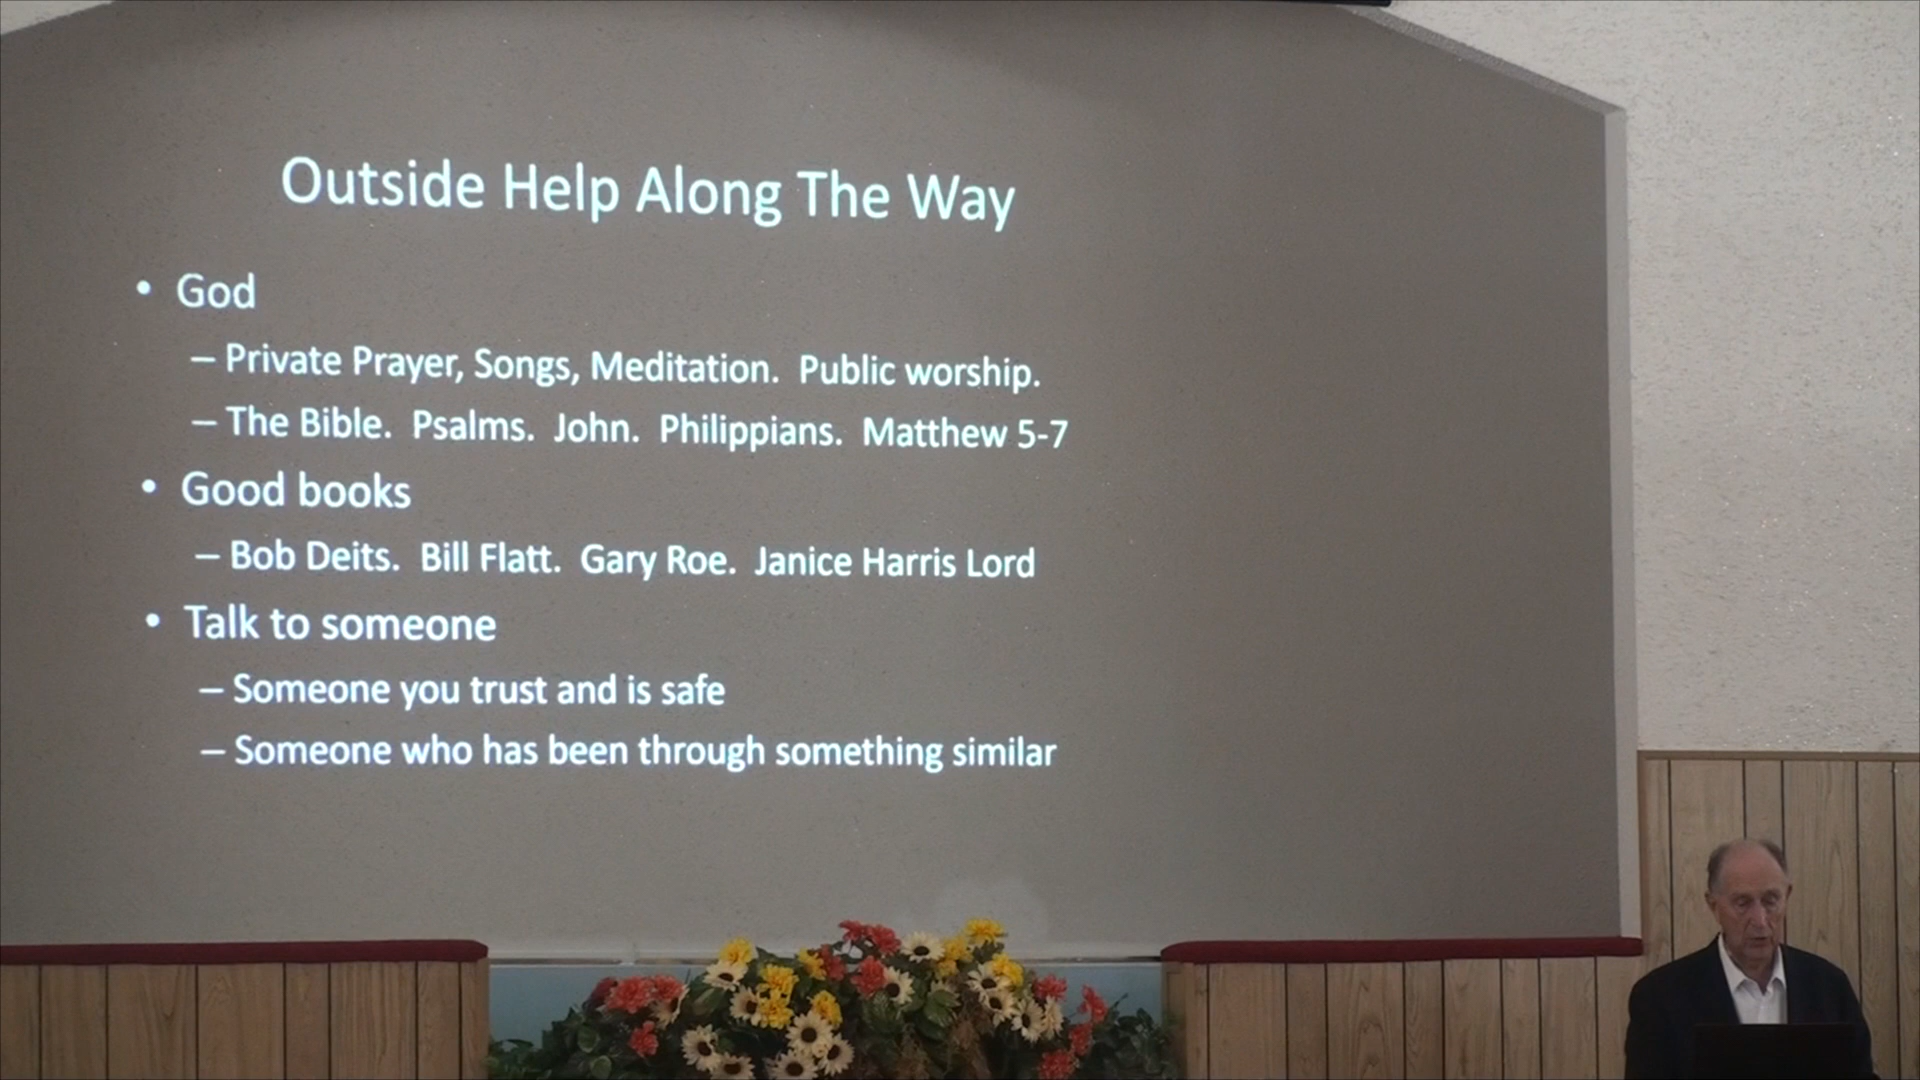 Outside Help Along The Way
• God
– Private Prayer, Songs, Meditation.  Public worship.
– The Bible.  Psalms.  John.  Philippians.  Matthew 5-7
• Good books
– Bob Deits.  Bill Flatt.  Gary Roe.  Janice Harris Lord
• Talk to someone
– Someone you trust and is safe
– Someone who has been through something similar